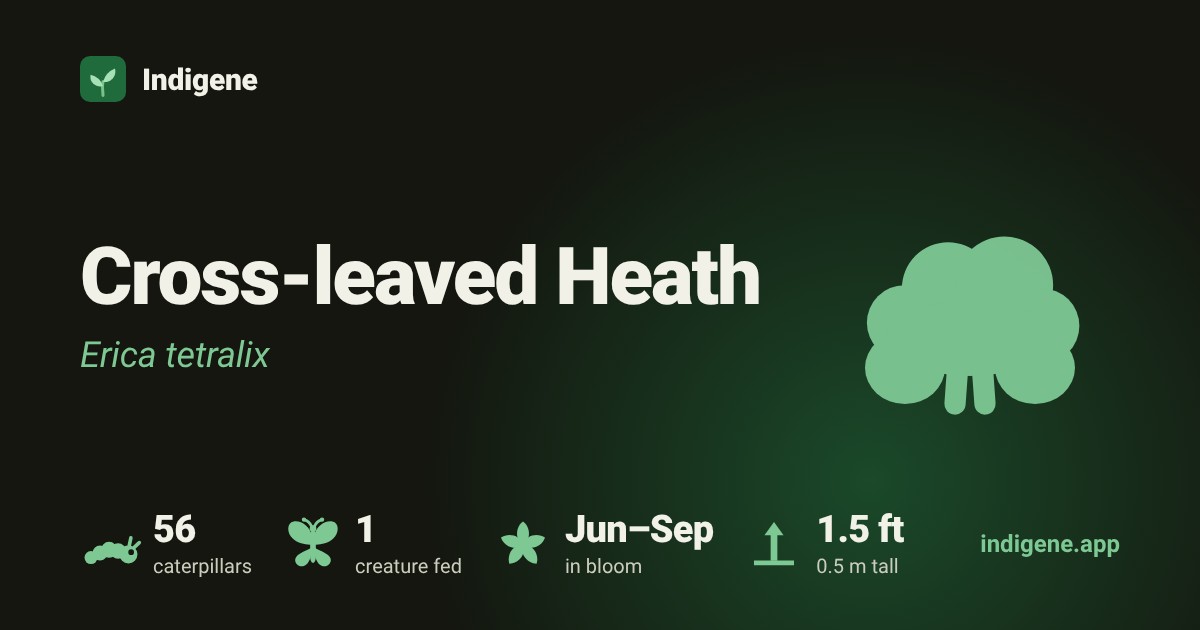 Indigene
Cross-leaved Heath
Erica tetralix
56
caterpillars
1
creature fed
Jun–Sep
in bloom
1.5 ft
0.5 m tall
indigene.app